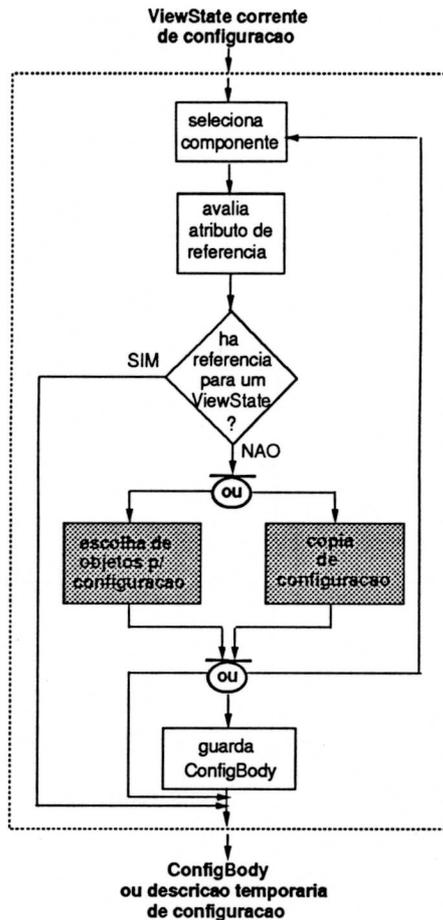 ViewState corrente
de configuracao
seleciona
componente
avalia
atributo de
referencia
ha
referencia
para um
ViewState
?
SIM
NAO
ou
escolha de
objetos p/
configuracao
copia
de
configuracao
ou
guarda
ConfigBody
ConfigBody
ou descricao temporaria
de configuracao